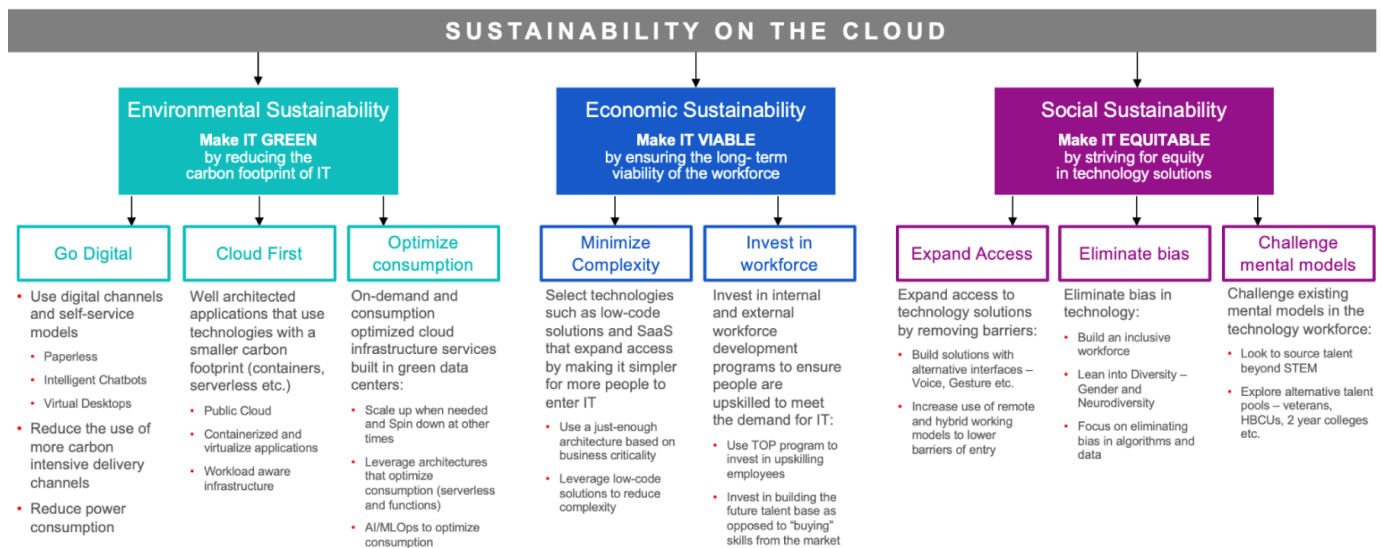 SUSTAINABILITY ON THE CLOUD
Environmental Sustainability
Make IT GREEN
by reducing the
carbon footprint of IT
Go Digital
• Use digital channels
and self-service
models
• Paperless
• Intelligent Chatbots
• Virtual Desktops
• Reduce the use of
more carbon
intensive delivery
channels
• Reduce power
consumption
Cloud First
Well architected
applications that use
technologies with a
smaller carbon
footprint (containers,
serverless etc.)
• Public Cloud
• Containerized and
virtualize applications
• Workload aware
infrastructure
Optimize
consumption
On-demand and
consumption
optimized cloud
infrastructure services
built in green data
centers:
• Scale up when needed
and Spin down at other
times
• Leverage architectures
that optimize
consumption (serverless
and functions)
• AI/MLOps to optimize
consumption
Economic Sustainability
Make IT VIABLE
by ensuring the long- term
viability of the workforce
Minimize
Complexity
Select technologies
such as low-code
solutions and SaaS
that expand access
by making it simpler
for more people to
enter IT
• Use a just-enough
architecture based on
business criticality
• Leverage low-code
solutions to reduce
complexity
Invest in
workforce
Invest in internal
and external
workforce
development
programs to ensure
people are
upskilled to meet
the demand for IT:
• Use TOP program to
invest in upskilling
employees
• Invest in building the
future talent base as
opposed to “buying”
skills from the market
Social Sustainability
Make IT EQUITABLE
by striving for equity
in technology solutions
Expand Access
Expand access to
technology solutions
by removing barriers:
• Build solutions with
alternative interfaces –
Voice, Gesture etc.
• Increase use of remote
and hybrid working
models to lower
barriers of entry
Eliminate bias
Eliminate bias in
technology:
• Build an inclusive
workforce
• Lean into Diversity –
Gender and
Neurodiversity
• Focus on eliminating
bias in algorithms and
data
Challenge
mental models
Challenge existing
mental models in the
technology workforce:
• Look to source talent
beyond STEM
• Explore alternative talent
pools – veterans,
HBCUs, 2 year colleges
etc.